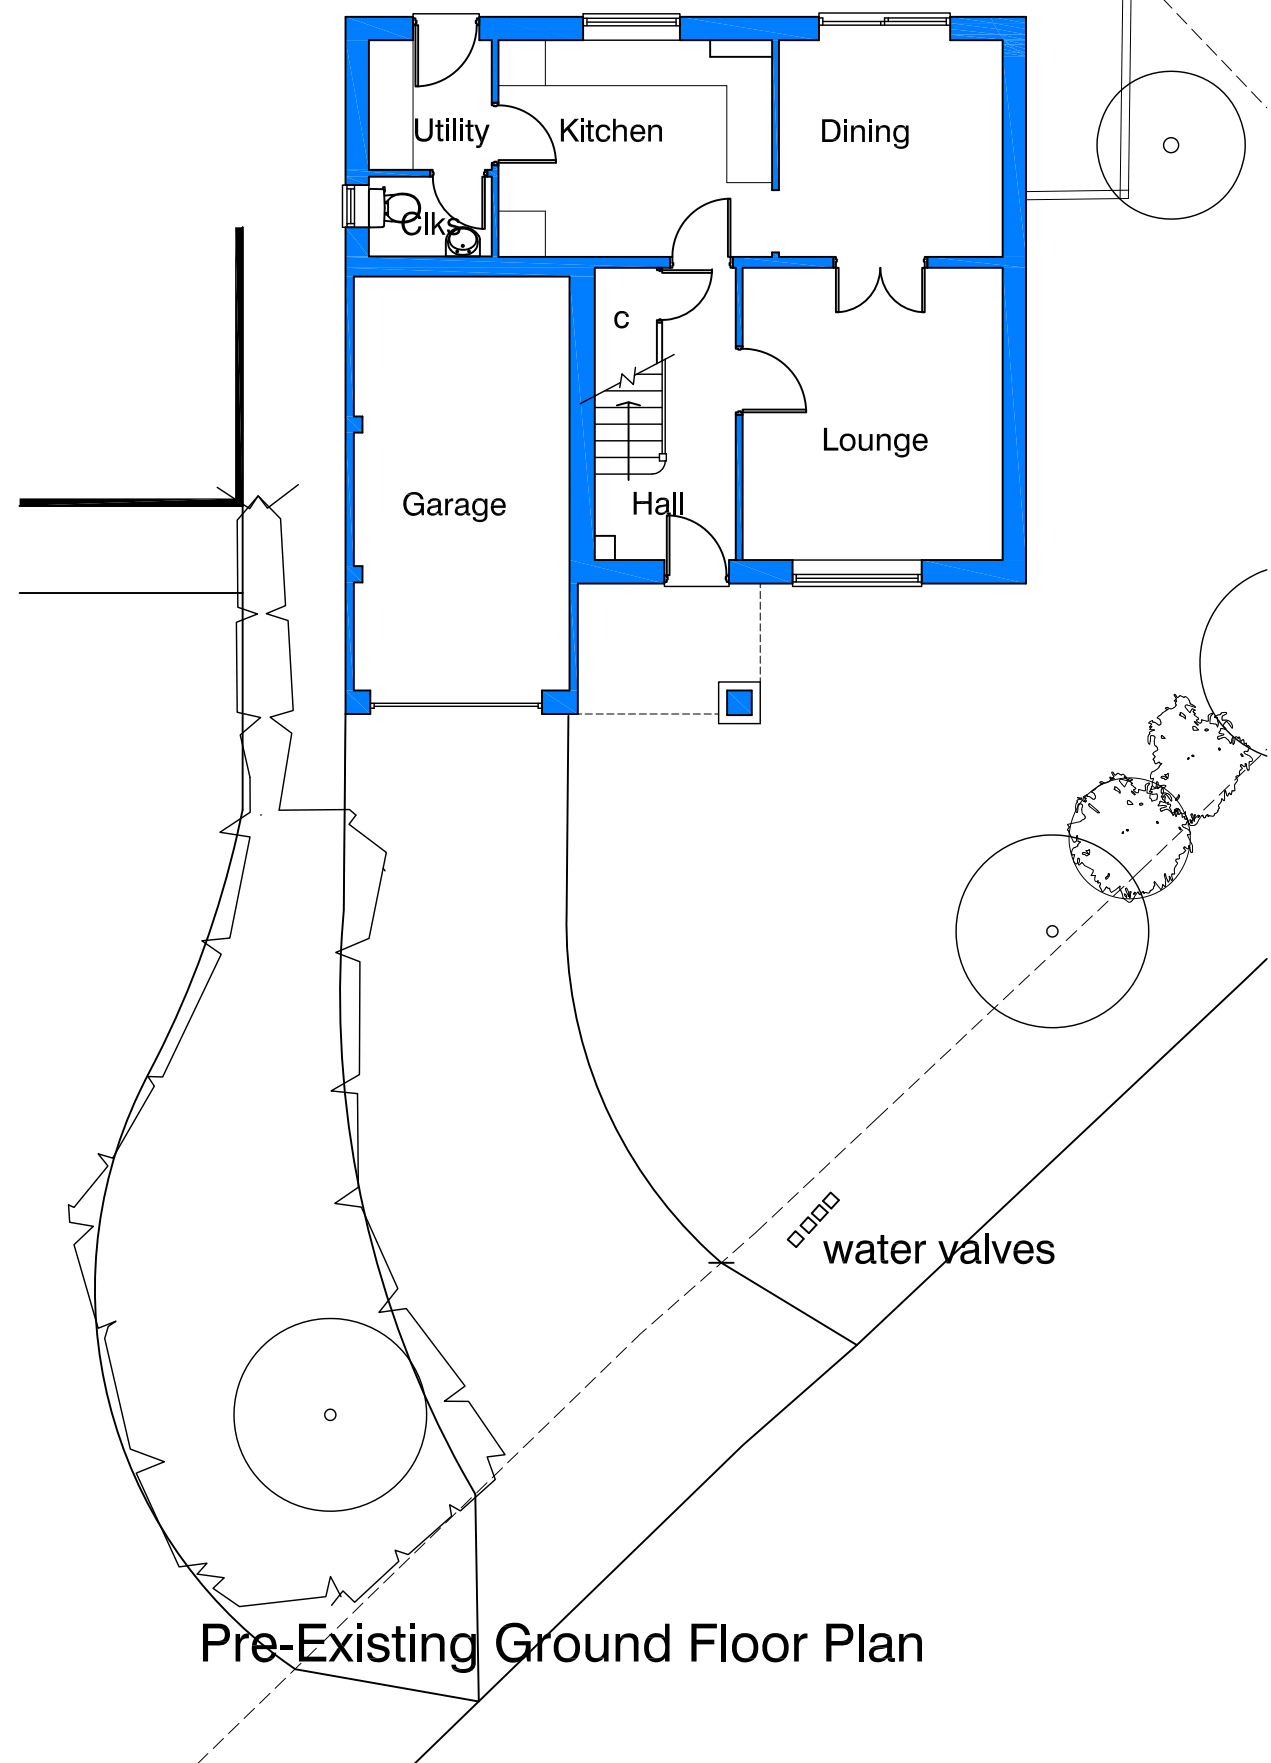 Utility
Kitchen
Dining
Clks
c
Lounge
Garage
Hall
water valves
Pre-Existing Ground Floor Plan